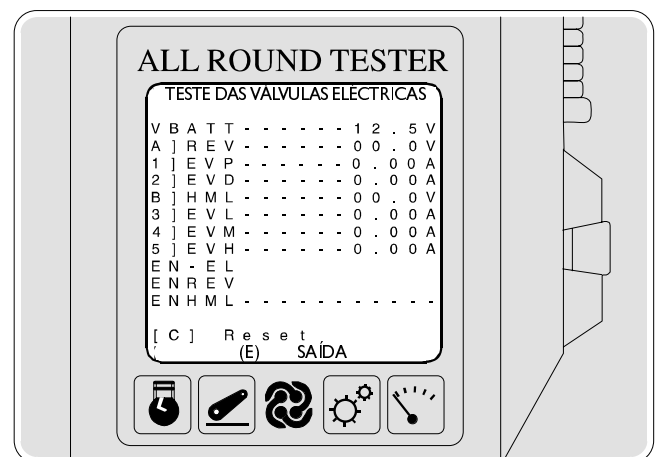 ALL ROUND TESTER
TESTE DAS VÁLVULAS ELÉCTRICAS
VBATT------12.5V
A]REV------00.0V
1]EVP------0.00A
2]EVD------0.00A
B]HML------00.0V
3]EVL------0.00A
4]EVM------0.00A
5]EVH------0.00A
EN-EL
ENREV
ENHML-----------
[C] Reset
(E) SAÍDA